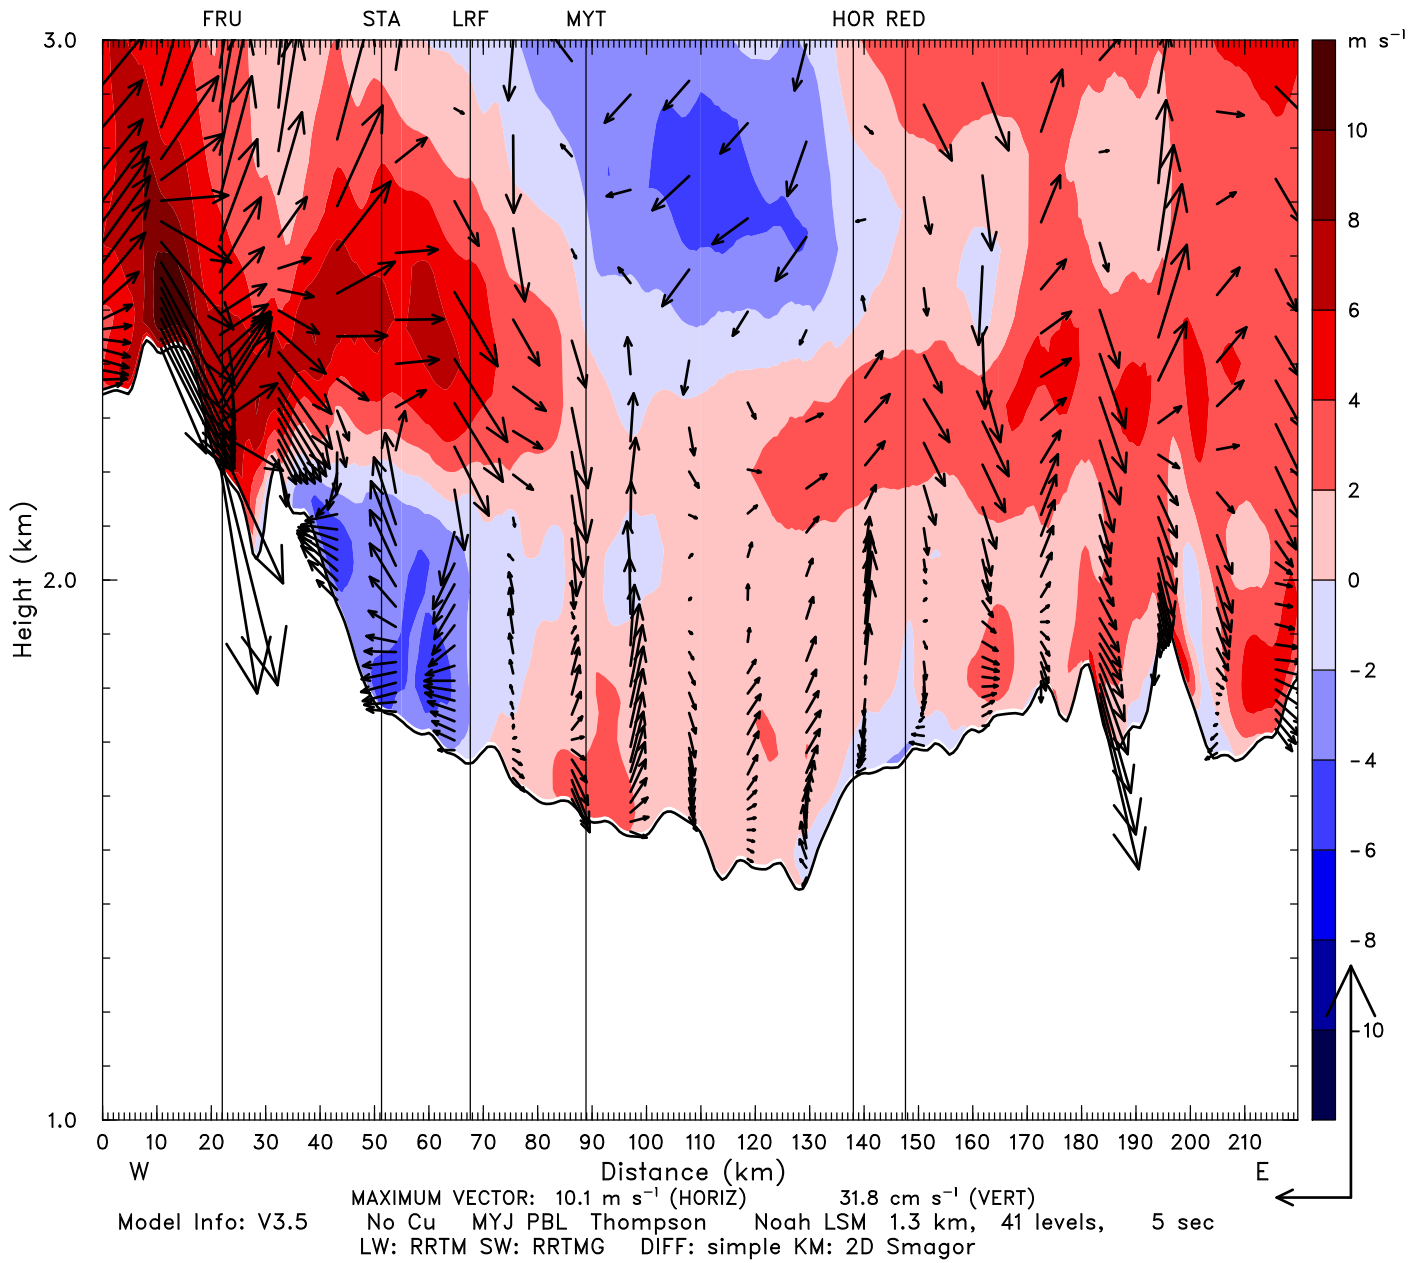 FRU STA LRF MYT HOR RED
3.0
m s⁻¹
10
8
6
4
2
Height (km)
2.0
0
-2
-4
-6
-8
-10
1.0
0 10 20 30 40 50 60 70 80 90 100 110 120 130 140 150 160 170 180 190 200 210
W Distance (km) E
MAXIMUM VECTOR: 10.1 m s⁻¹ (HORIZ) 31.8 cm s⁻¹ (VERT)
Model Info: V3.5 No Cu MYJ PBL Thompson Noah LSM 1.3 km, 41 levels, 5 sec
LW: RRTM SW: RRTMG DIFF: simple KM: 2D Smagor